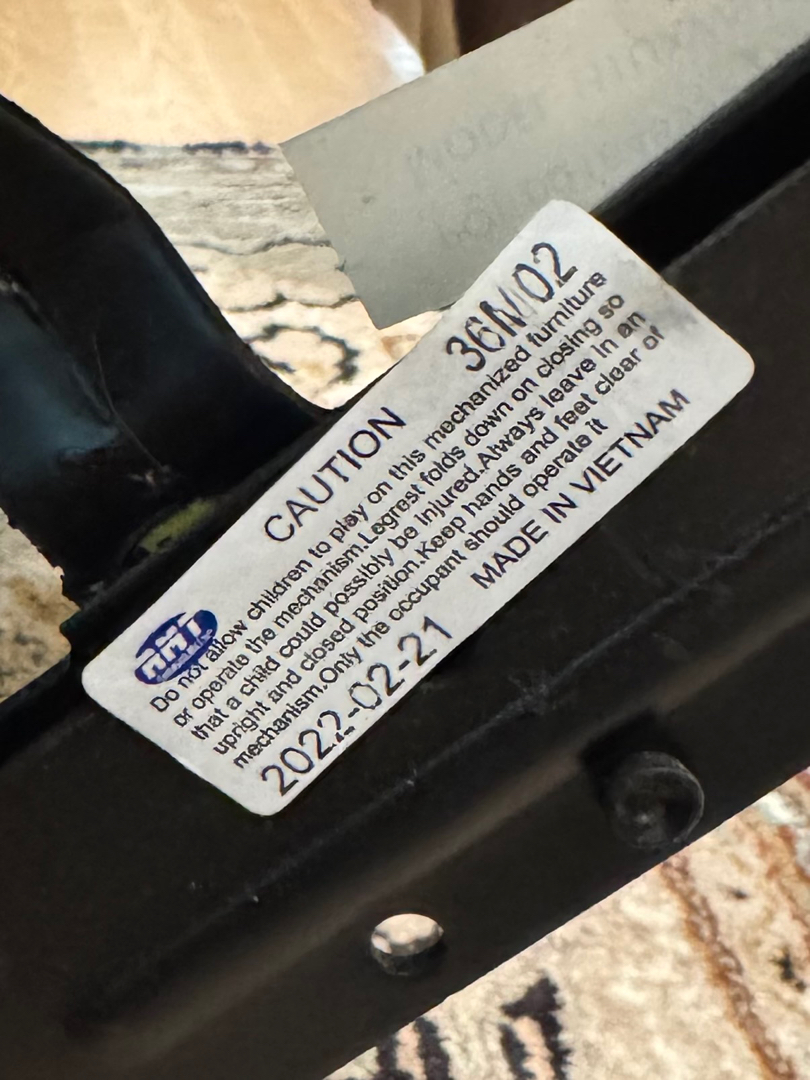 CAUTION 36M02
Do not allow children to play on this mechanized furniture
or operate the mechanism.Legrest folds down on closing so
that a child could possibly be injured.Always leave in an
upright and closed position.Keep hands and feet clear of
mechanism.Only the occupant should operate it
2022-02-21 MADE IN VIETNAM